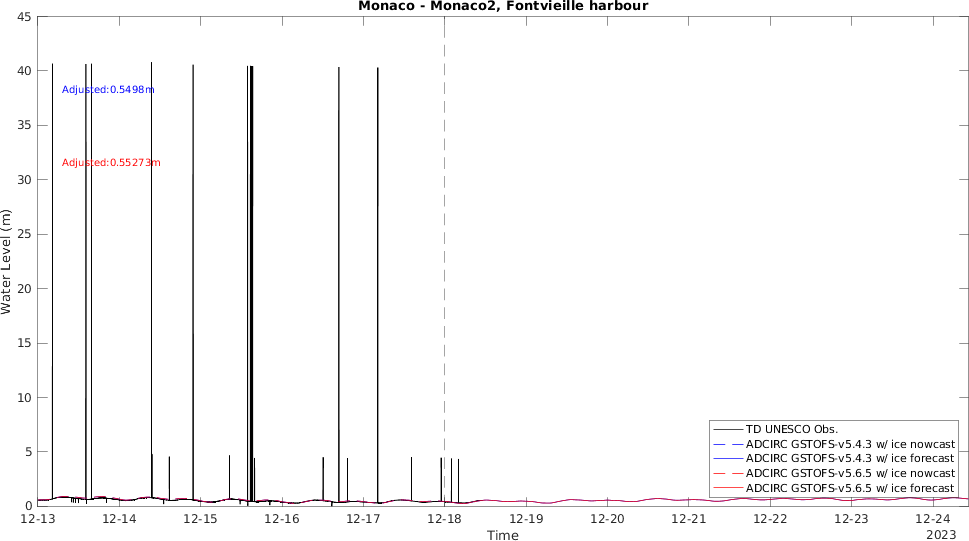 Monaco - Monaco2, Fontvieille harbour
45
40
35
30
25
20
15
10
5
0
Water Level (m)
Adjusted:0.5498m
Adjusted:0.55273m
TD UNESCO Obs.
ADCIRC GSTOFS-v5.4.3 w/ ice nowcast
ADCIRC GSTOFS-v5.4.3 w/ ice forecast
ADCIRC GSTOFS-v5.6.5 w/ ice nowcast
ADCIRC GSTOFS-v5.6.5 w/ ice forecast
12-13 12-14 12-15 12-16 12-17 12-18 12-19 12-20 12-21 12-22 12-23 12-24
Time
2023